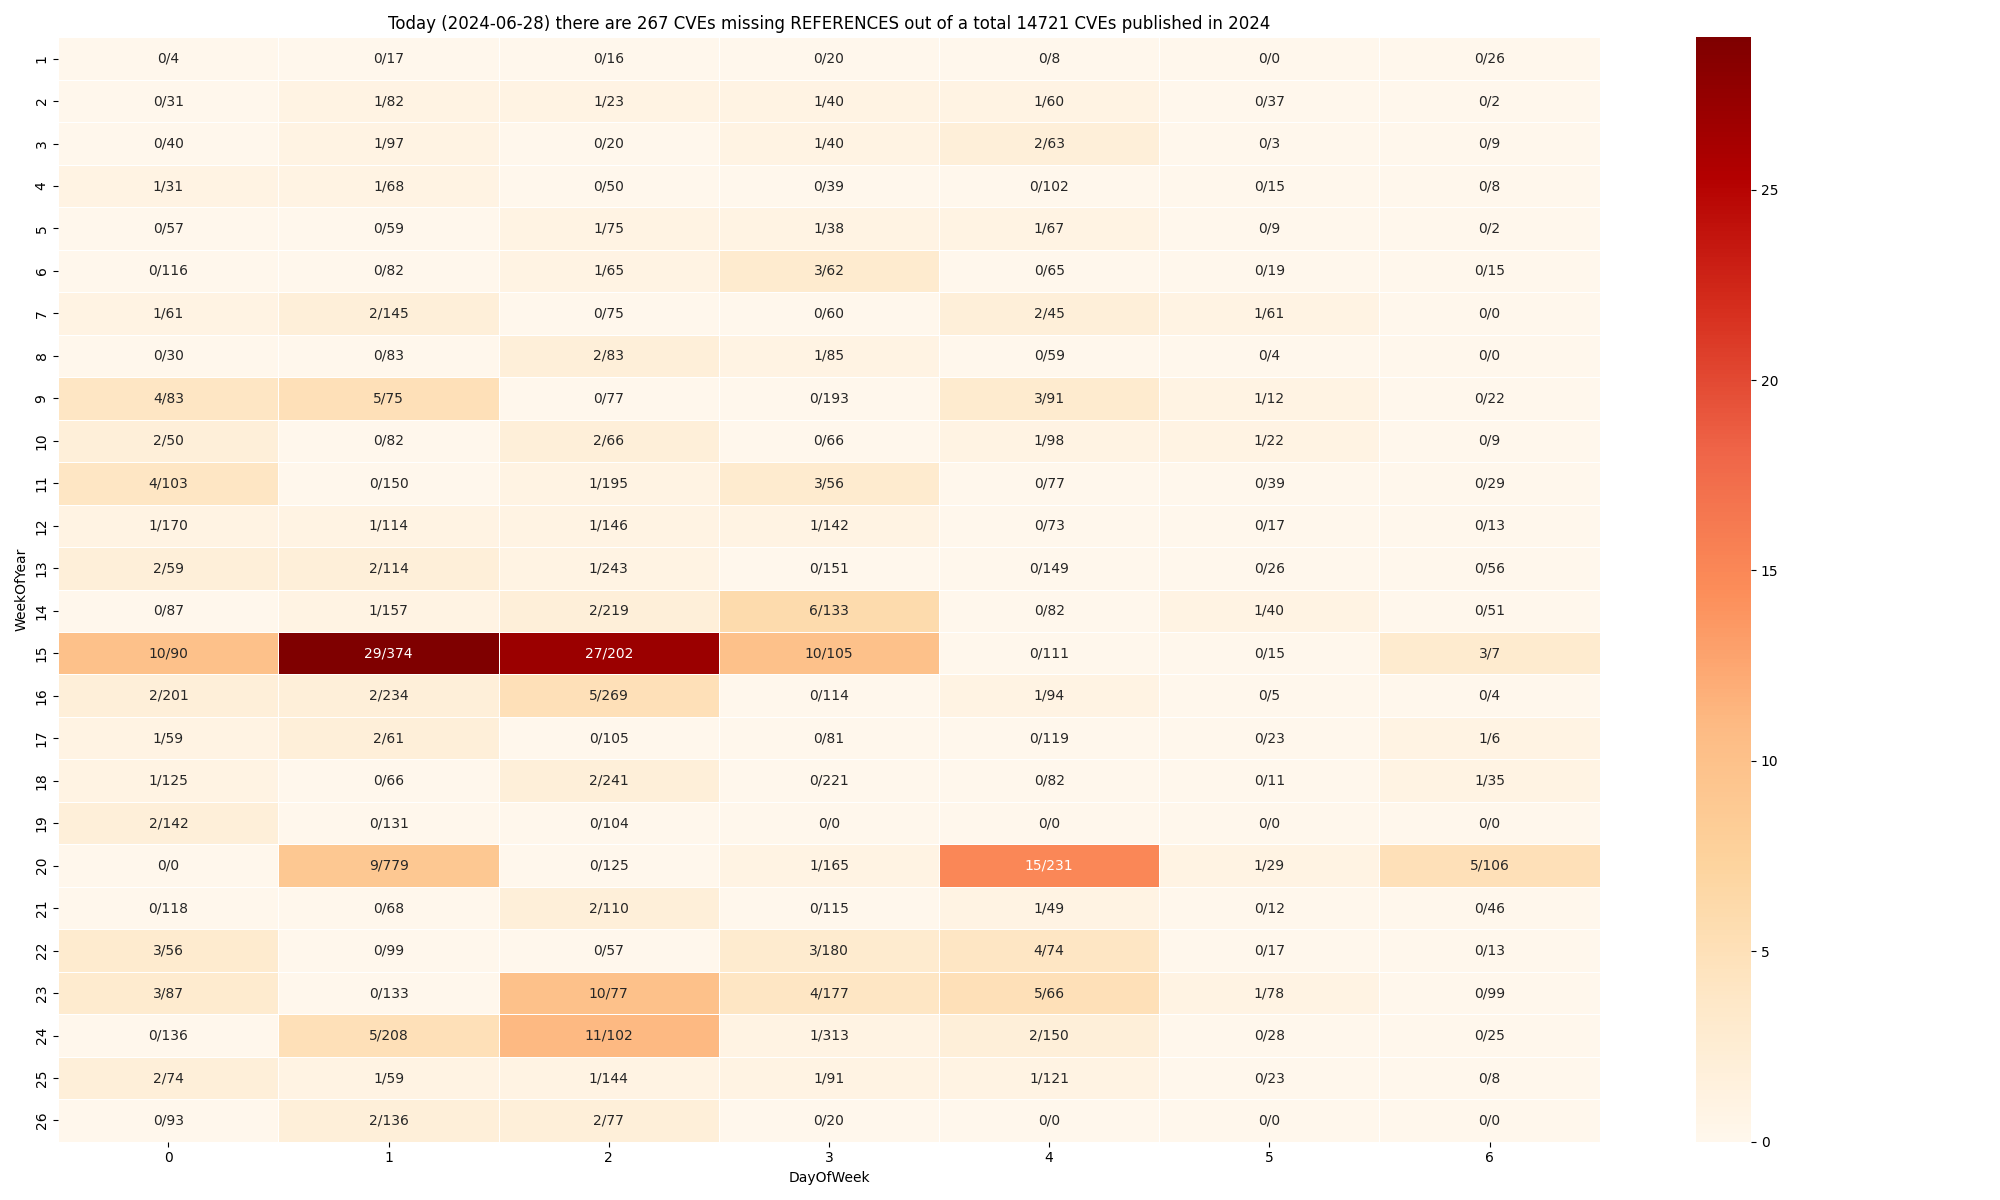 Today (2024-06-28) there are 267 CVEs missing REFERENCES out of a total 14721 CVEs published in 2024
1 0/4 0/17 0/16 0/20 0/8 0/0 0/26
2 0/31 1/82 1/23 1/40 1/60 0/37 0/2
3 0/40 1/97 0/20 1/40 2/63 0/3 0/9
4 1/31 1/68 0/50 0/39 0/102 0/15 0/8
5 0/57 0/59 1/75 1/38 1/67 0/9 0/2
6 0/116 0/82 1/65 3/62 0/65 0/19 0/15
7 1/61 2/145 0/75 0/60 2/45 1/61 0/0
8 0/30 0/83 2/83 1/85 0/59 0/4 0/0
9 4/83 5/75 0/77 0/193 3/91 1/12 0/22
10 2/50 0/82 2/66 0/66 1/98 1/22 0/9
11 4/103 0/150 1/195 3/56 0/77 0/39 0/29
12 1/170 1/114 1/146 1/142 0/73 0/17 0/13
13 2/59 2/114 1/243 0/151 0/149 0/26 0/56
14 0/87 1/157 2/219 6/133 0/82 1/40 0/51
15 10/90 29/374 27/202 10/105 0/111 0/15 3/7
16 2/201 2/234 5/269 0/114 1/94 0/5 0/4
17 1/59 2/61 0/105 0/81 0/119 0/23 1/6
18 1/125 0/66 2/241 0/221 0/82 0/11 1/35
19 2/142 0/131 0/104 0/0 0/0 0/0 0/0
20 0/0 9/779 0/125 1/165 15/231 1/29 5/106
21 0/118 0/68 2/110 0/115 1/49 0/12 0/46
22 3/56 0/99 0/57 3/180 4/74 0/17 0/13
23 3/87 0/133 10/77 4/177 5/66 1/78 0/99
24 0/136 5/208 11/102 1/313 2/150 0/28 0/25
25 2/74 1/59 1/144 1/91 1/121 0/23 0/8
26 0/93 2/136 2/77 0/20 0/0 0/0 0/0
0 1 2 3 4 5 6
DayOfWeek
WeekOfYear
25
20
15
10
5
0